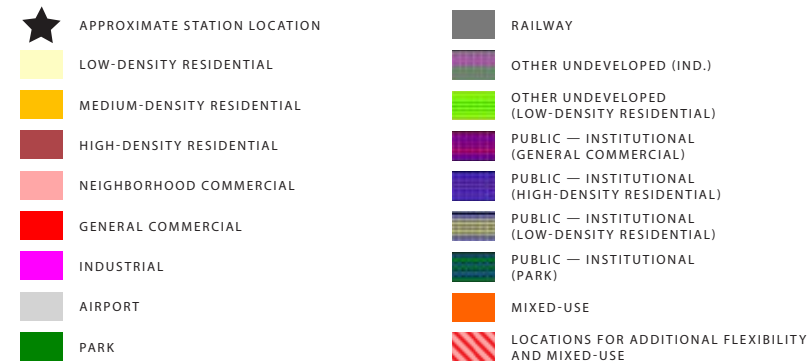 APPROXIMATE STATION LOCATION
LOW-DENSITY RESIDENTIAL
MEDIUM-DENSITY RESIDENTIAL
HIGH-DENSITY RESIDENTIAL
NEIGHBORHOOD COMMERCIAL
GENERAL COMMERCIAL
INDUSTRIAL
AIRPORT
PARK
RAILWAY
OTHER UNDEVELOPED (IND.)
OTHER UNDEVELOPED
(LOW-DENSITY RESIDENTIAL)
PUBLIC — INSTITUTIONAL
(GENERAL COMMERCIAL)
PUBLIC — INSTITUTIONAL
(HIGH-DENSITY RESIDENTIAL)
PUBLIC — INSTITUTIONAL
(LOW-DENSITY RESIDENTIAL)
PUBLIC — INSTITUTIONAL
(PARK)
MIXED-USE
LOCATIONS FOR ADDITIONAL FLEXIBILITY
AND MIXED-USE